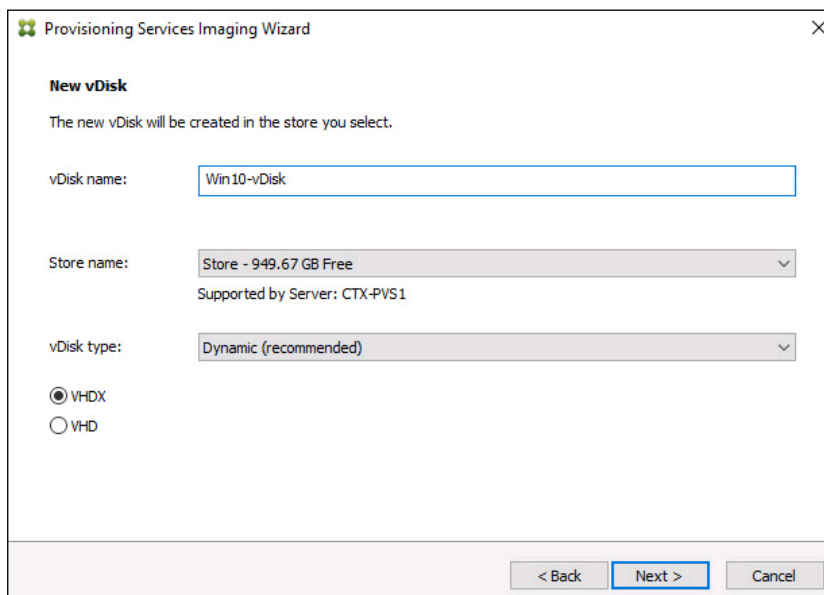 Provisioning Services Imaging Wizard
New vDisk
The new vDisk will be created in the store you select.
vDisk name: Win10-vDisk
Store name: Store - 949.67 GB Free
Supported by Server: CTX-PVS1
vDisk type: Dynamic (recommended)
VHDX
VHD
< Back Next > Cancel